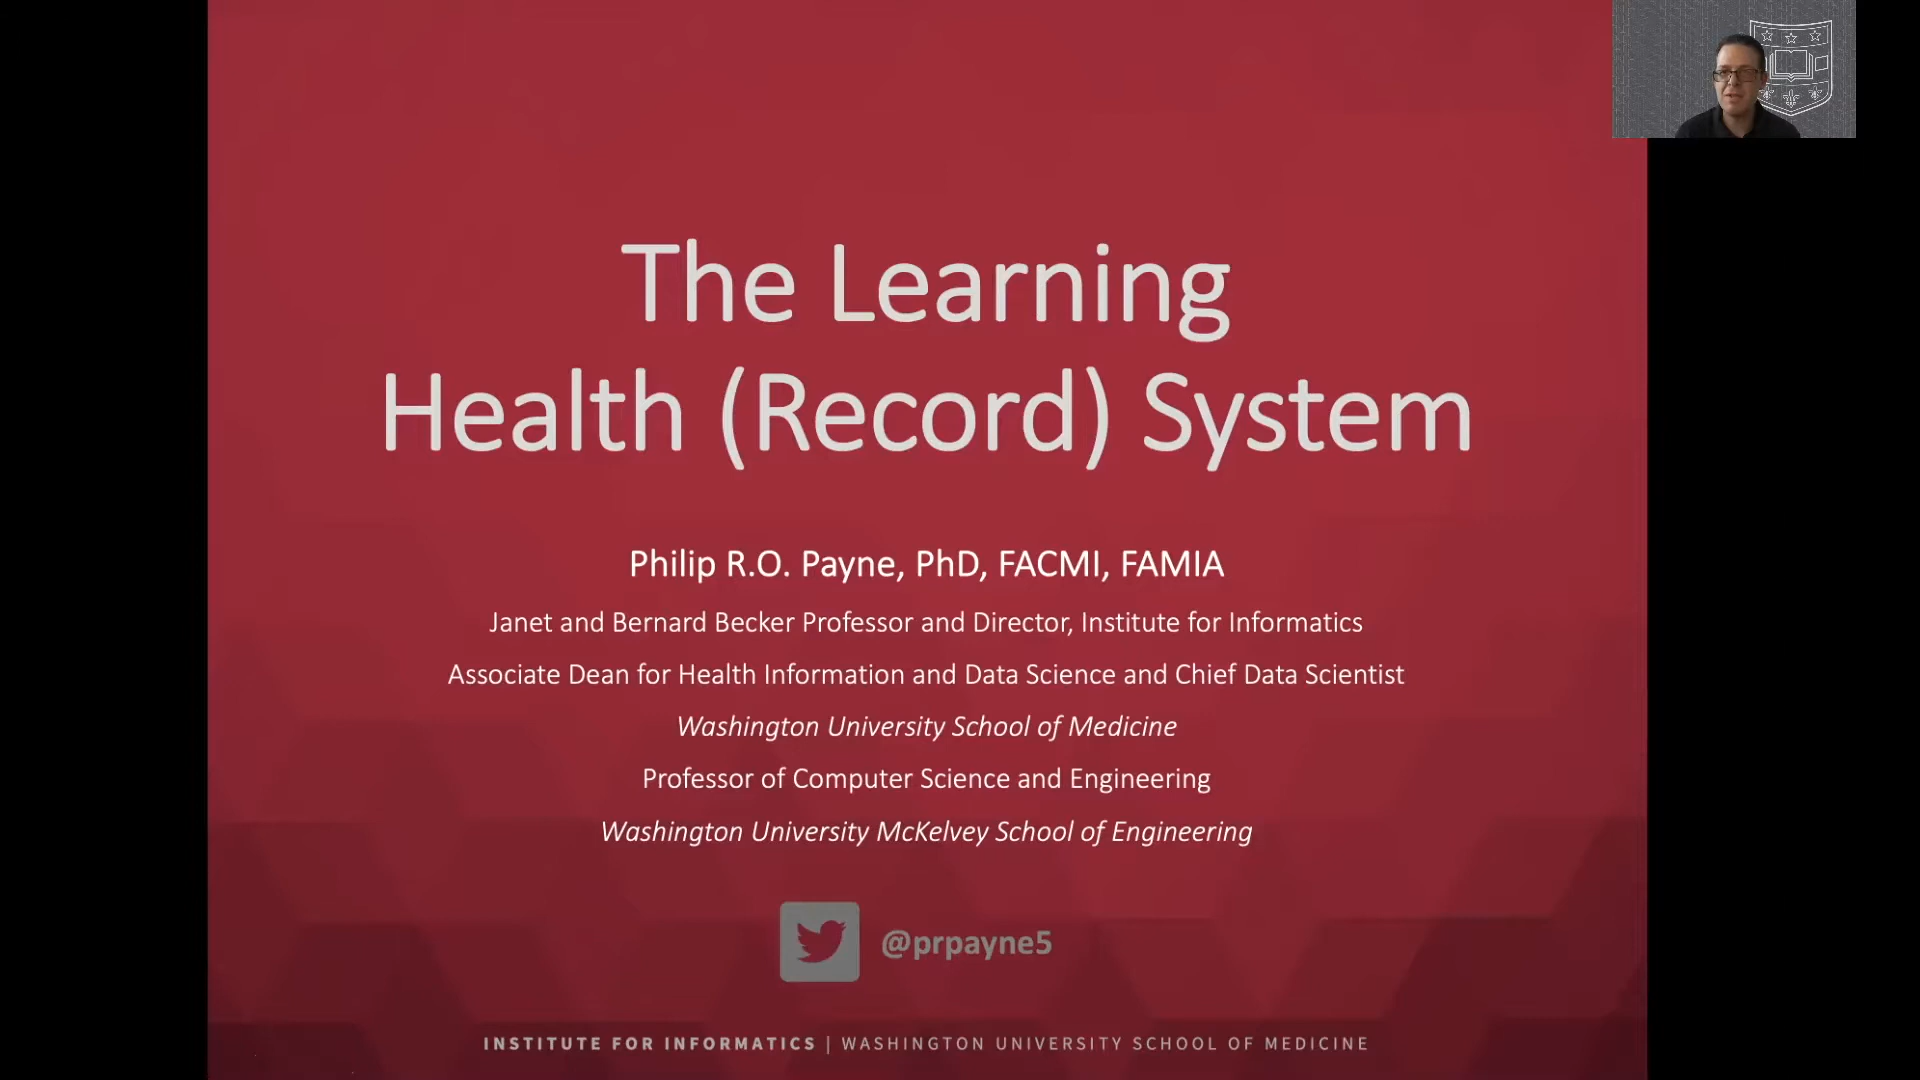 The Learning
Health (Record) System
Philip R.O. Payne, PhD, FACMI, FAMIA
Janet and Bernard Becker Professor and Director, Institute for Informatics
Associate Dean for Health Information and Data Science and Chief Data Scientist
Washington University School of Medicine
Professor of Computer Science and Engineering
Washington University McKelvey School of Engineering
@prpayne5
INSTITUTE FOR INFORMATICS | WASHINGTON UNIVERSITY SCHOOL OF MEDICINE